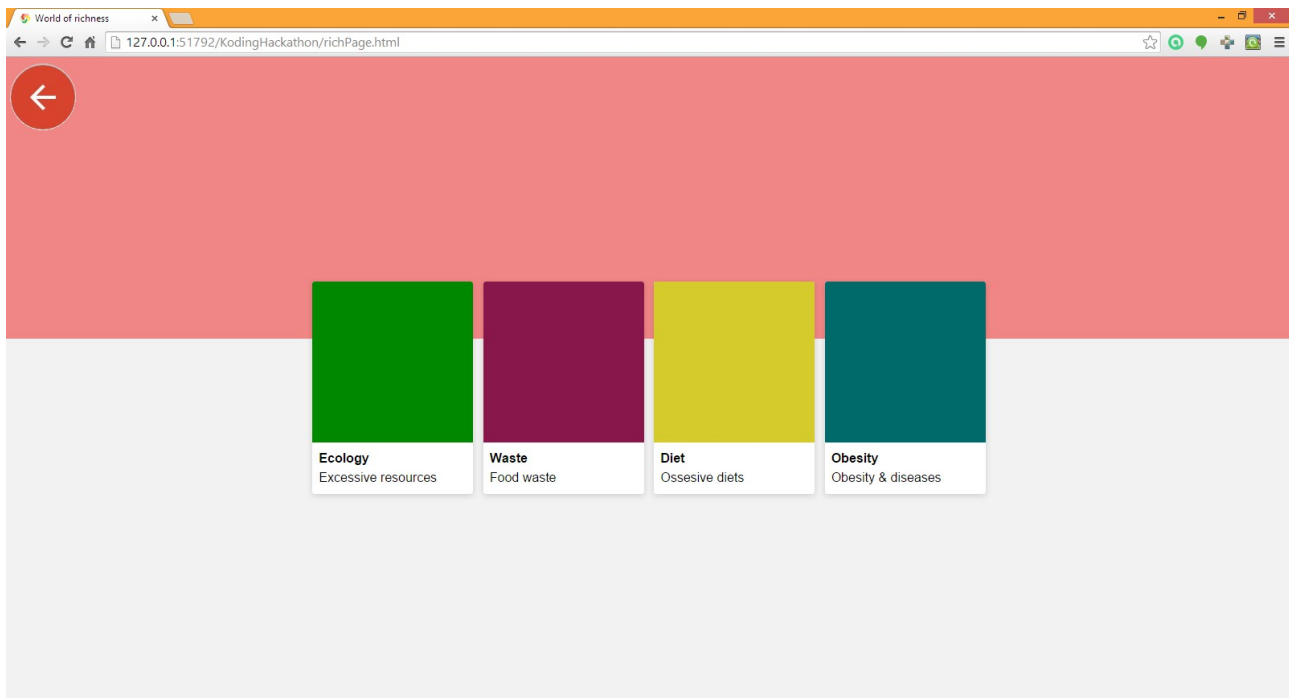 World of richness
127.0.0.1:51792/KodingHackathon/richPage.html
Ecology
Excessive resources
Waste
Food waste
Diet
Ossesive diets
Obesity
Obesity & diseases